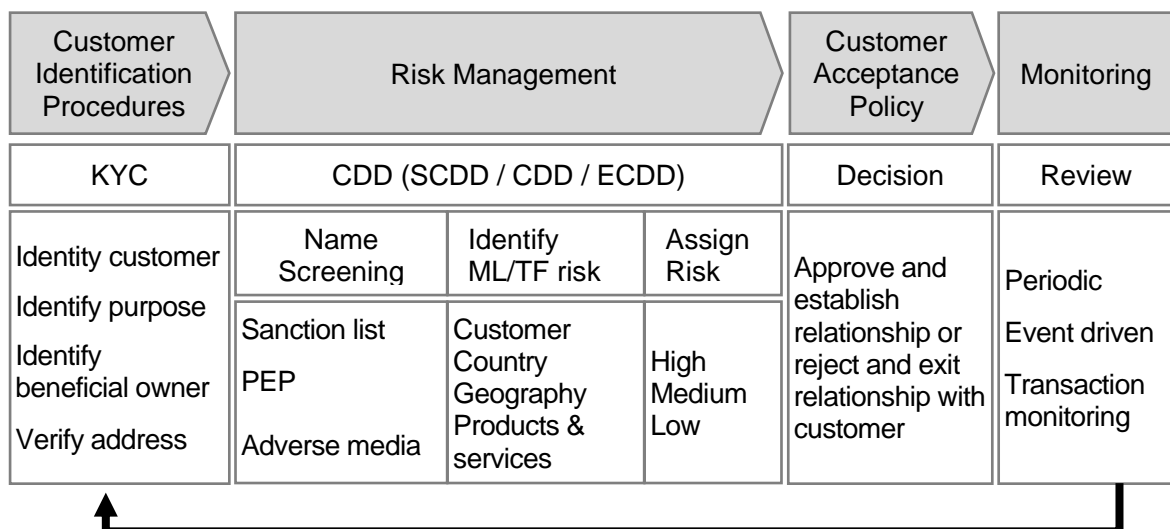 Customer
Identification
Procedures
Risk Management
Customer
Acceptance
Policy
Monitoring
KYC
CDD (SCDD / CDD / ECDD)
Decision
Review
Identity customer
Identify purpose
Identify
beneficial owner
Verify address
Name
Screening
Identify
ML/TF risk
Assign
Risk
Sanction list
PEP
Adverse media
Customer
Country
Geography
Products &
services
High
Medium
Low
Approve and
establish
relationship or
reject and exit
relationship with
customer
Periodic
Event driven
Transaction
monitoring